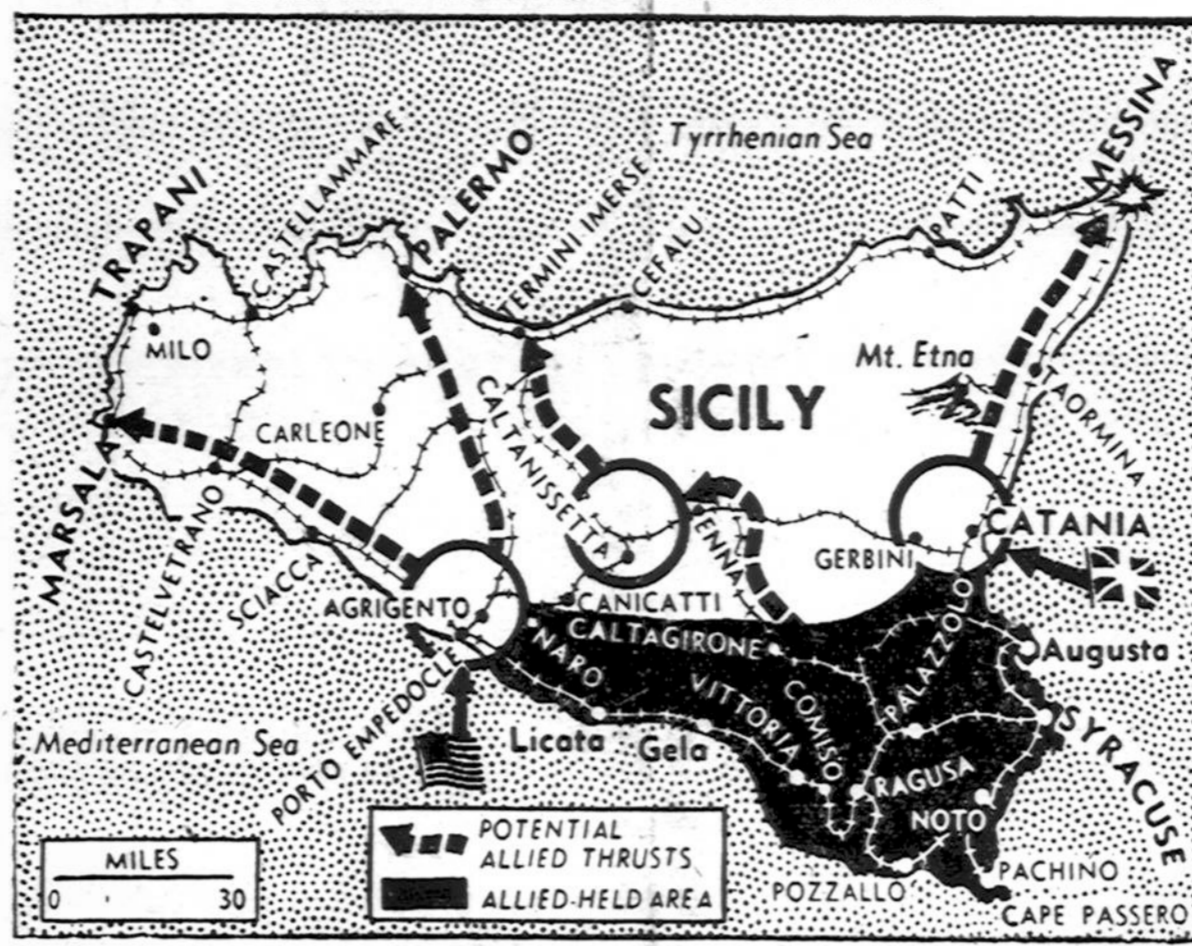 Tyrrhenian Sea
MESSINA
TRAPANI
CASTELLAMMARE
PALERMO
TERMINI IMERSE
CEFALU
PATTI
MILO
Mt. Etna
SICILY
TAORMINA
CARLEONE
CALTANISSETTA
MARSALA
CASTELVETRANO
SCIACCA
ENNA
GERBINI
CATANIA
AGRIGENTO
CANICATTI
CALTAGIRONE
NARO
PALAZZOLO
Augusta
VITTORIA
COMISO
SYRACUSE
Mediterranean Sea
PORTO EMPEDOCLE
Licata
Gela
RAGUSA
NOTO
PACHINO
POZZALLO
CAPE PASSERO
POTENTIAL
ALLIED THRUSTS
ALLIED-HELD AREA
MILES
0 30